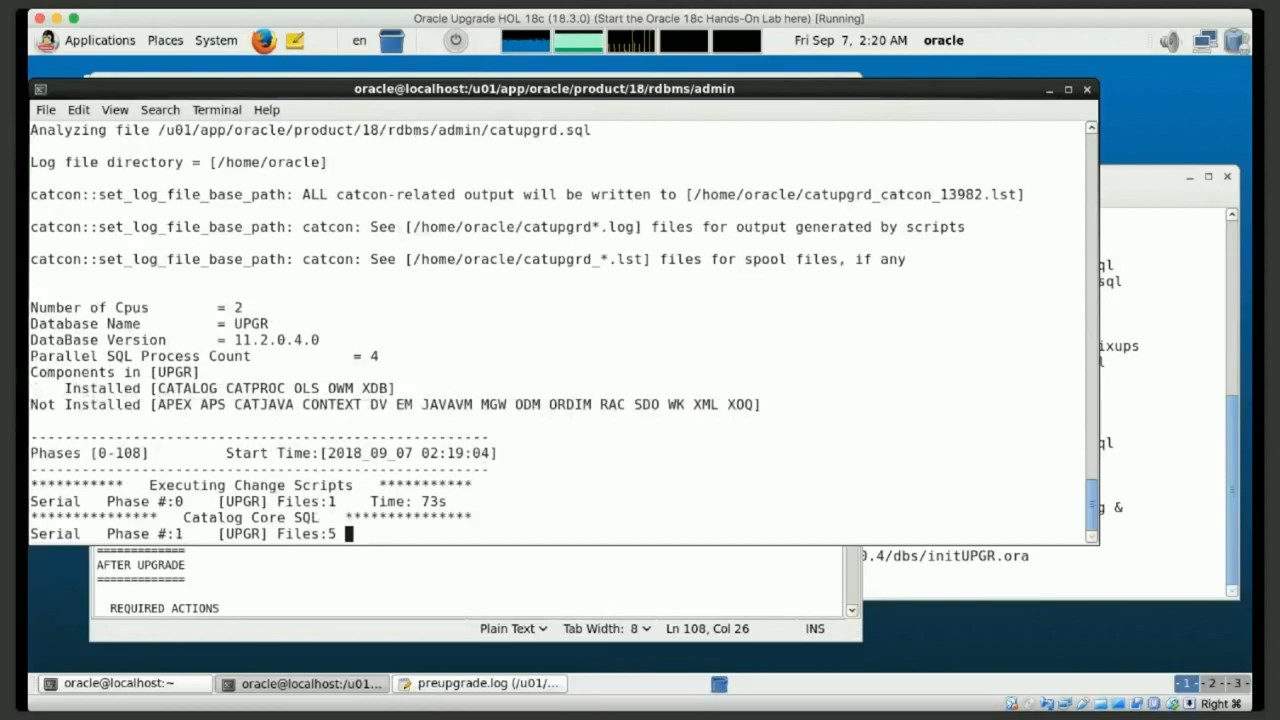 Oracle Upgrade HOL 18c (18.3.0) (Start the Oracle 18c Hands-On Lab here) [Running]
Applications Places System en Fri Sep 7, 2:20 AM oracle
oracle@localhost:/u01/app/oracle/product/18/rdbms/admin
File Edit View Search Terminal Help
Analyzing file /u01/app/oracle/product/18/rdbms/admin/catupgrd.sql
Log file directory = [/home/oracle]
catcon::set_log_file_base_path: ALL catcon-related output will be written to [/home/oracle/catupgrd_catcon_13982.lst]
catcon::set_log_file_base_path: catcon: See [/home/oracle/catupgrd*.log] files for output generated by scripts
catcon::set_log_file_base_path: catcon: See [/home/oracle/catupgrd_*.lst] files for spool files, if any
Number of Cpus = 2
Database Name = UPGR
DataBase Version = 11.2.0.4.0
Parallel SQL Process Count = 4
Components in [UPGR]
Installed [CATALOG CATPROC OLS OWM XDB]
Not Installed [APEX APS CATJAVA CONTEXT DV EM JAVAVM MGW ODM ORDIM RAC SDO WK XML XOQ]
------------------------------------------------------
Phases [0-108] Start Time:[2018_09_07 02:19:04]
------------------------------------------------------
*********** Executing Change Scripts ***********
Serial Phase #:0 [UPGR] Files:1 Time: 73s
*************** Catalog Core SQL ***************
Serial Phase #:1 [UPGR] Files:5
ql
sql
ixups
l
ql
g &
0.4/dbs/initUPGR.ora
=============
AFTER UPGRADE
=============
REQUIRED ACTIONS
Plain Text Tab Width: 8 Ln 108, Col 26 INS
oracle@localhost:~ oracle@localhost:/u01... preupgrade.log (/u01/... -1--2--3-
Right ⌘